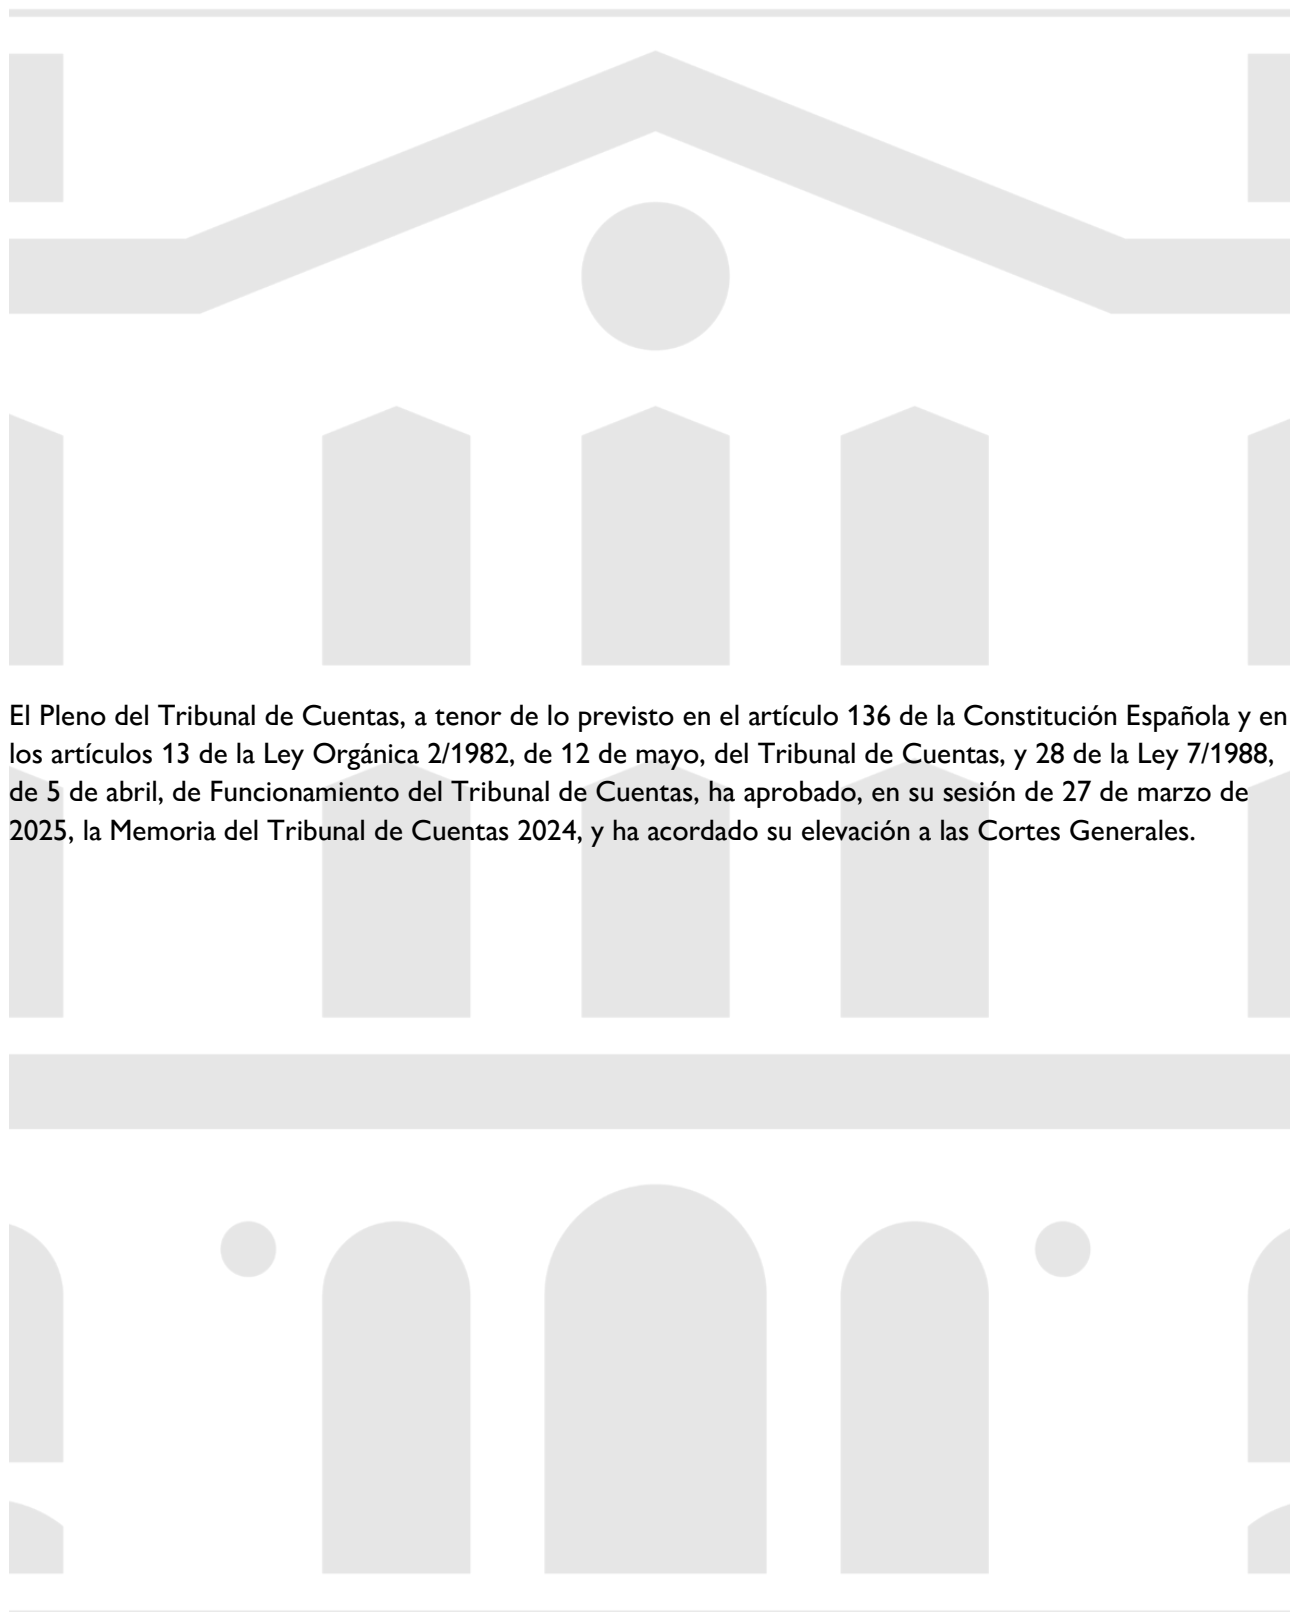 El Pleno del Tribunal de Cuentas, a tenor de lo previsto en el artículo 136 de la Constitución Española y en
los artículos 13 de la Ley Orgánica 2/1982, de 12 de mayo, del Tribunal de Cuentas, y 28 de la Ley 7/1988,
de 5 de abril, de Funcionamiento del Tribunal de Cuentas, ha aprobado, en su sesión de 27 de marzo de
2025, la Memoria del Tribunal de Cuentas 2024, y ha acordado su elevación a las Cortes Generales.